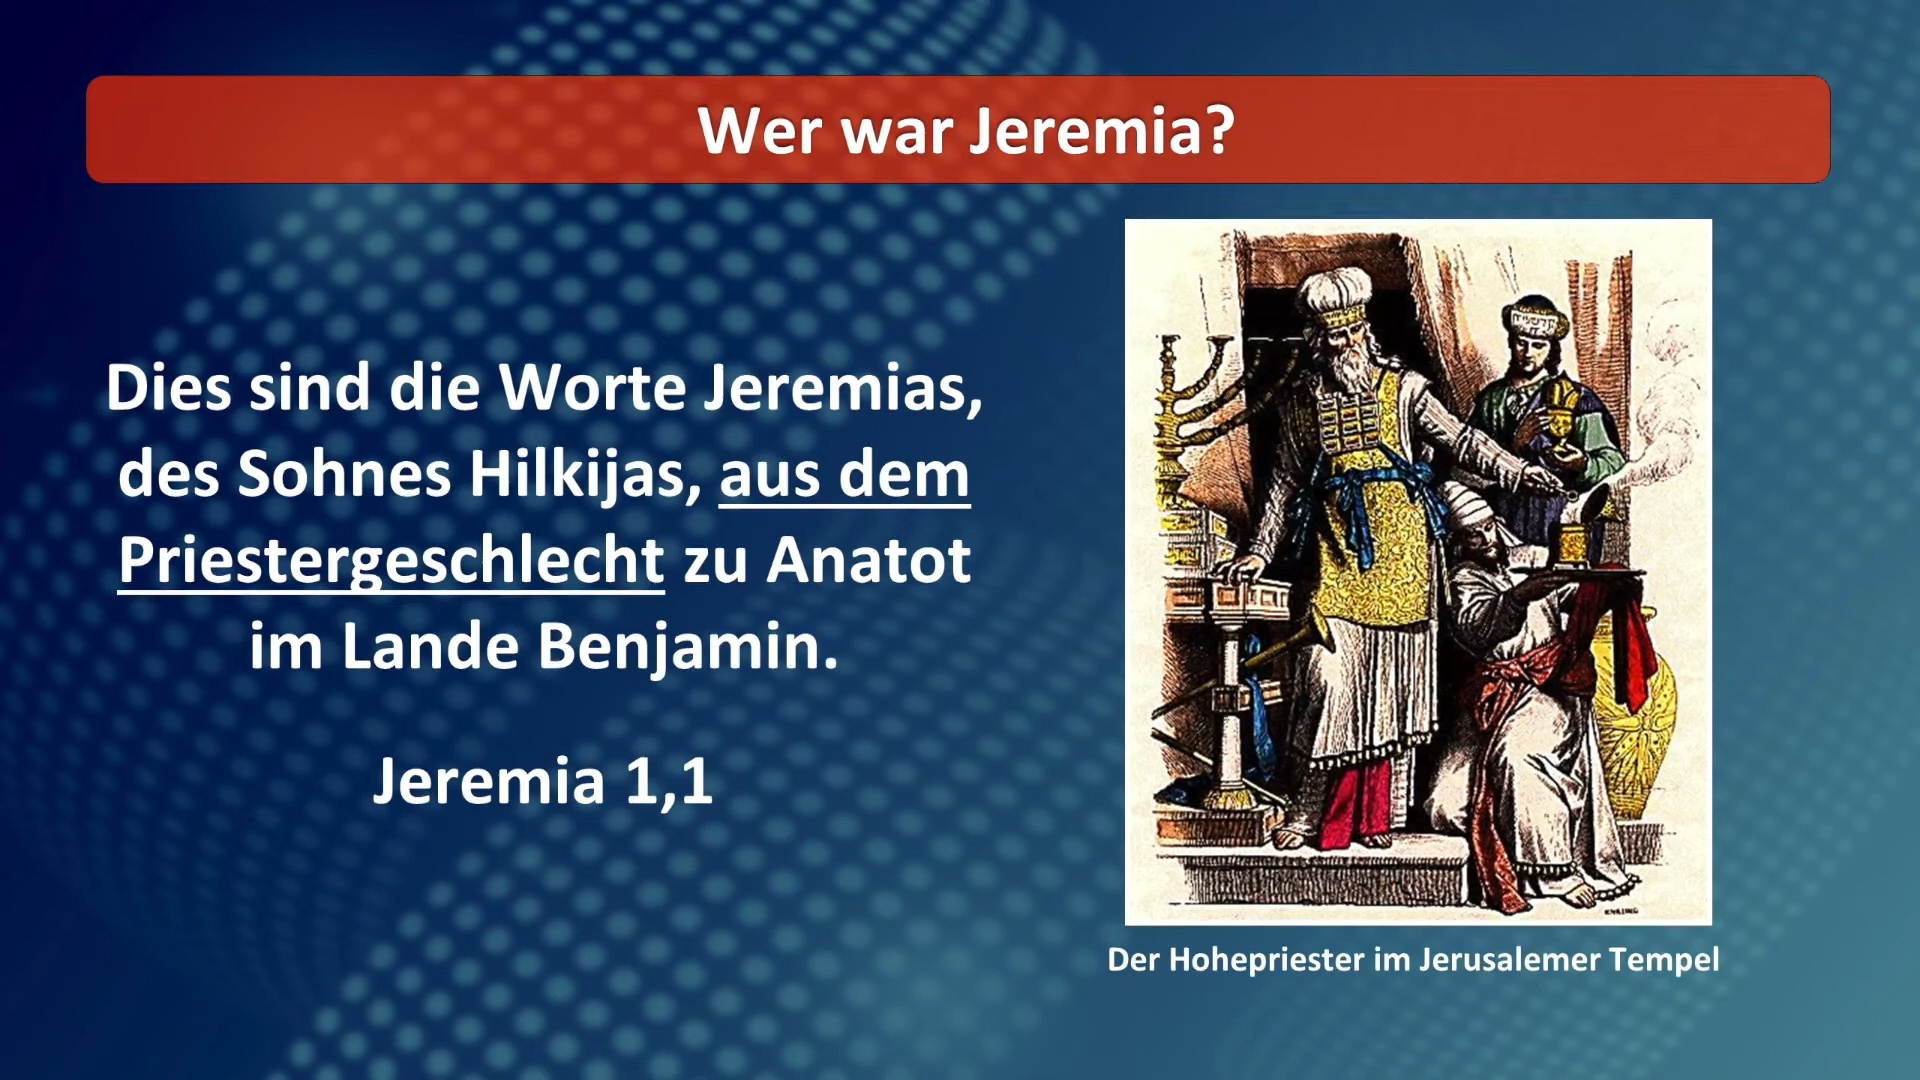 Wer war Jeremia?
Dies sind die Worte Jeremias,
des Sohnes Hilkijas, aus dem
Priestergeschlecht zu Anatot
im Lande Benjamin.
Jeremia 1,1
Der Hohepriester im Jerusalemer Tempel